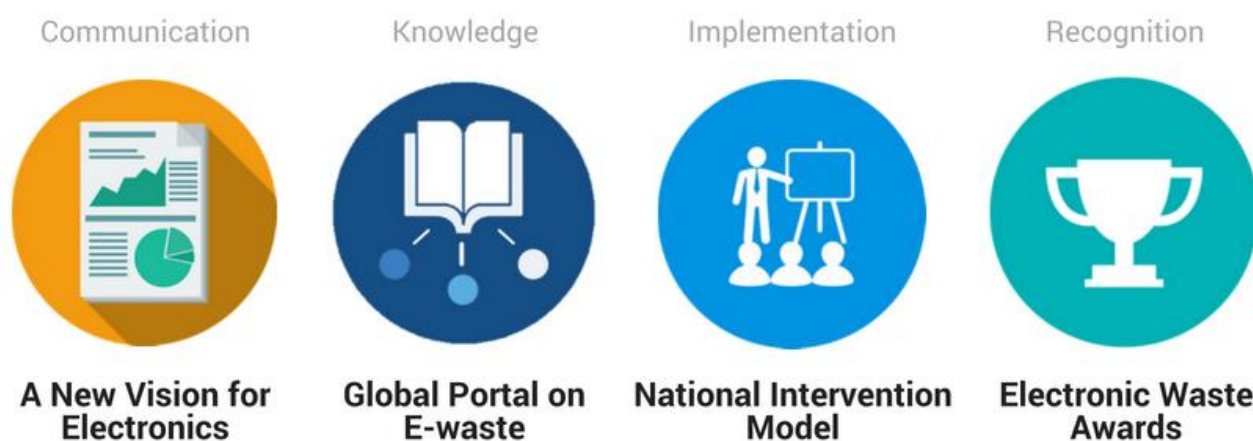 Communication
Knowledge
Implementation
Recognition
A New Vision for
Electronics
Global Portal on
E-waste
National Intervention
Model
Electronic Waste
Awards